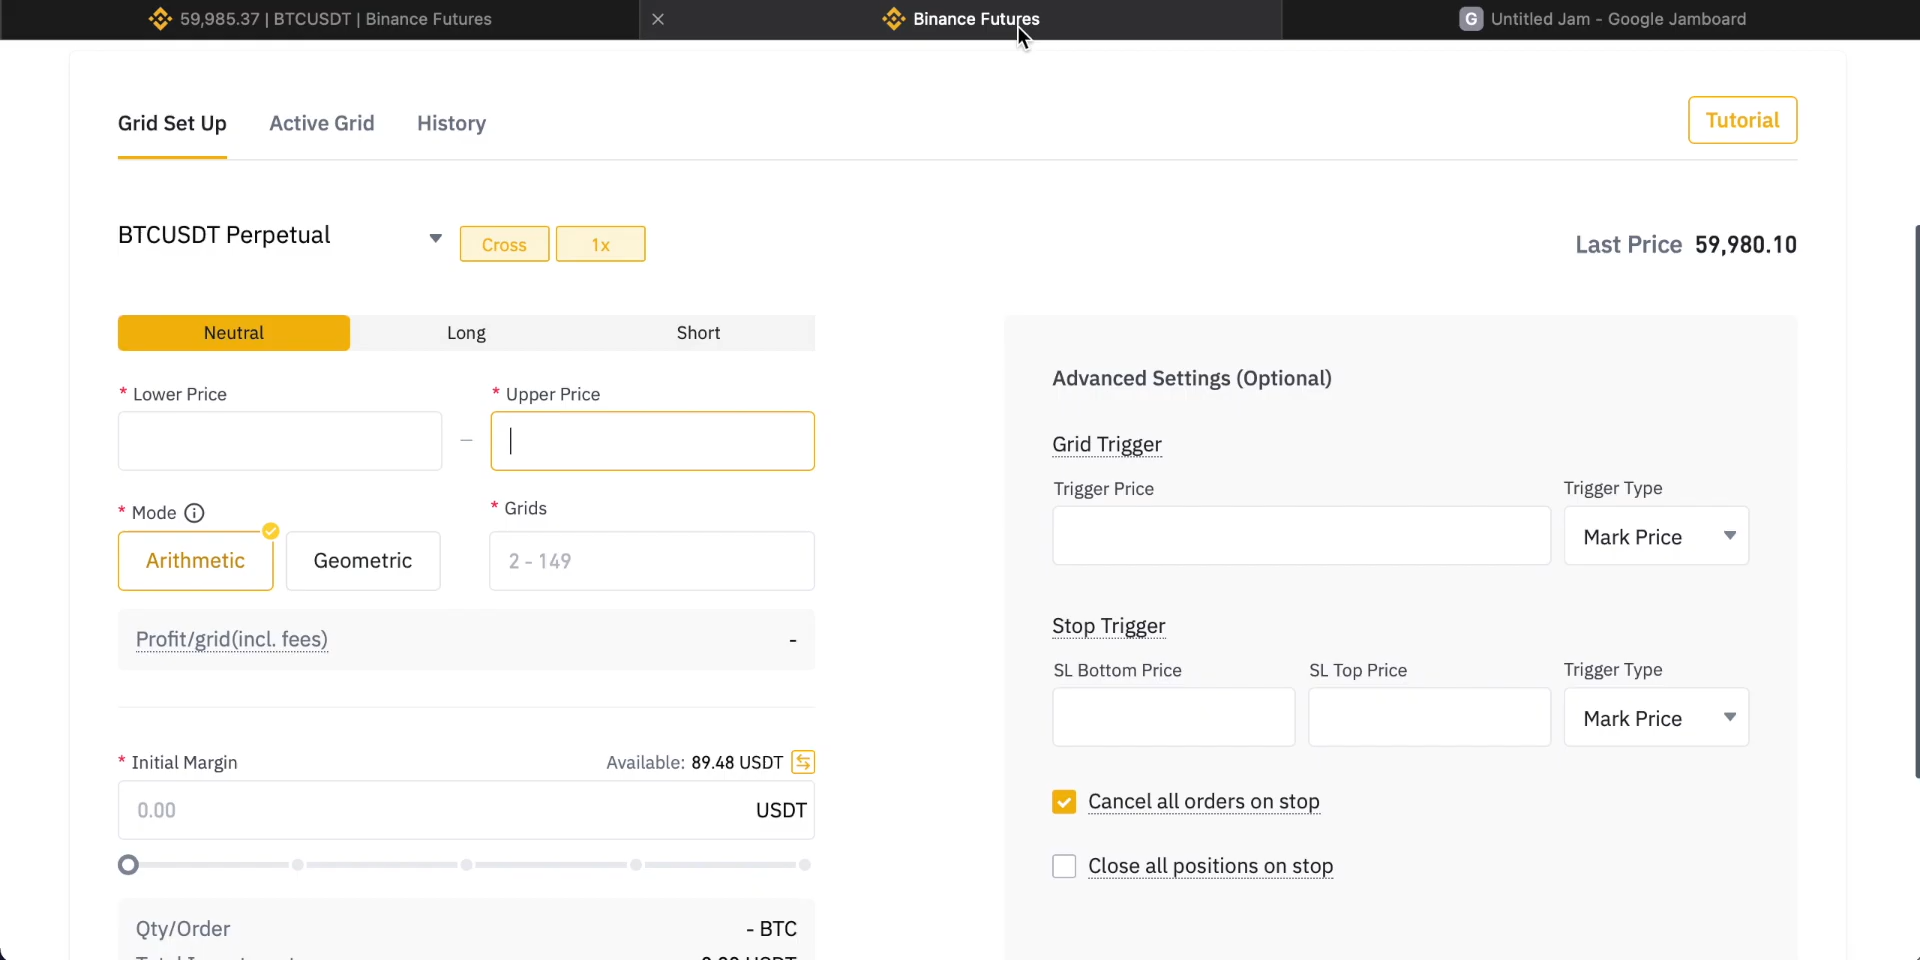 59,985.37 | BTCUSDT | Binance Futures
Binance Futures
G Untitled Jam - Google Jamboard
Grid Set Up Active Grid History
Tutorial
BTCUSDT Perpetual Cross 1x
Last Price 59,980.10
Neutral Long Short
* Lower Price * Upper Price
–
* Mode * Grids
Arithmetic Geometric 2 - 149
Profit/grid(incl. fees) -
* Initial Margin Available: 89.48 USDT
0.00 USDT
Qty/Order - BTC
Advanced Settings (Optional)
Grid Trigger
Trigger Price Trigger Type
Mark Price
Stop Trigger
SL Bottom Price SL Top Price Trigger Type
Mark Price
Cancel all orders on stop
Close all positions on stop